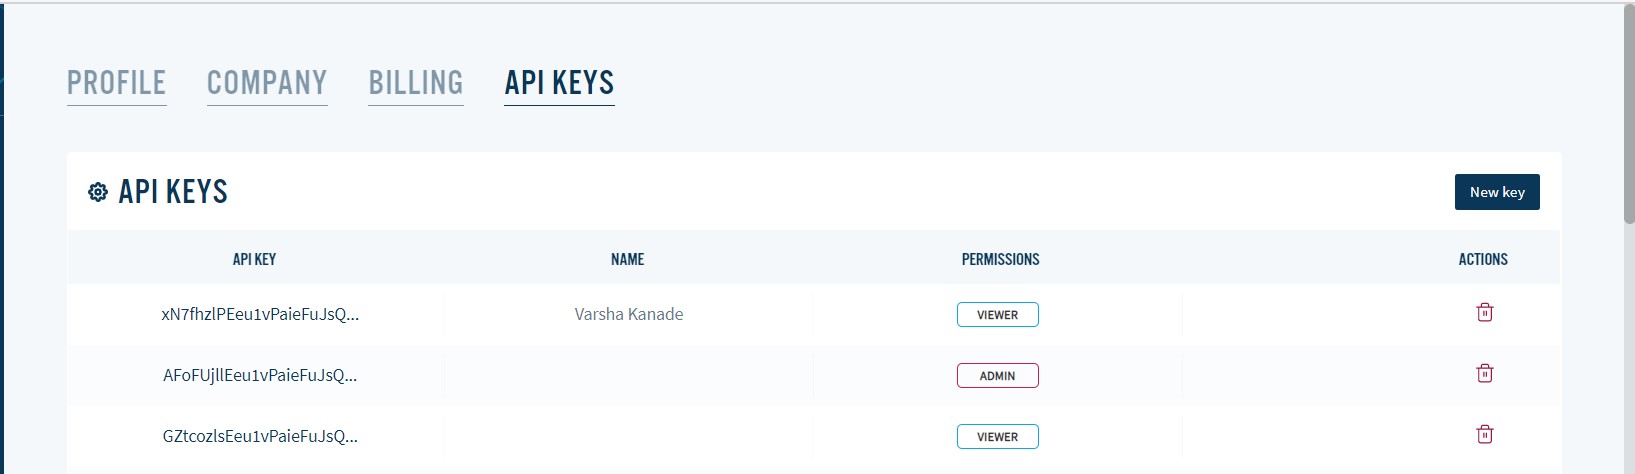 PROFILE COMPANY BILLING API KEYS
API KEYS New key
API KEY NAME PERMISSIONS ACTIONS
xN7fhzlPEeu1vPaieFuJsQ... Varsha Kanade VIEWER
AFoFUjllEeu1vPaieFuJsQ... ADMIN
GZtcozlsEeu1vPaieFuJsQ... VIEWER